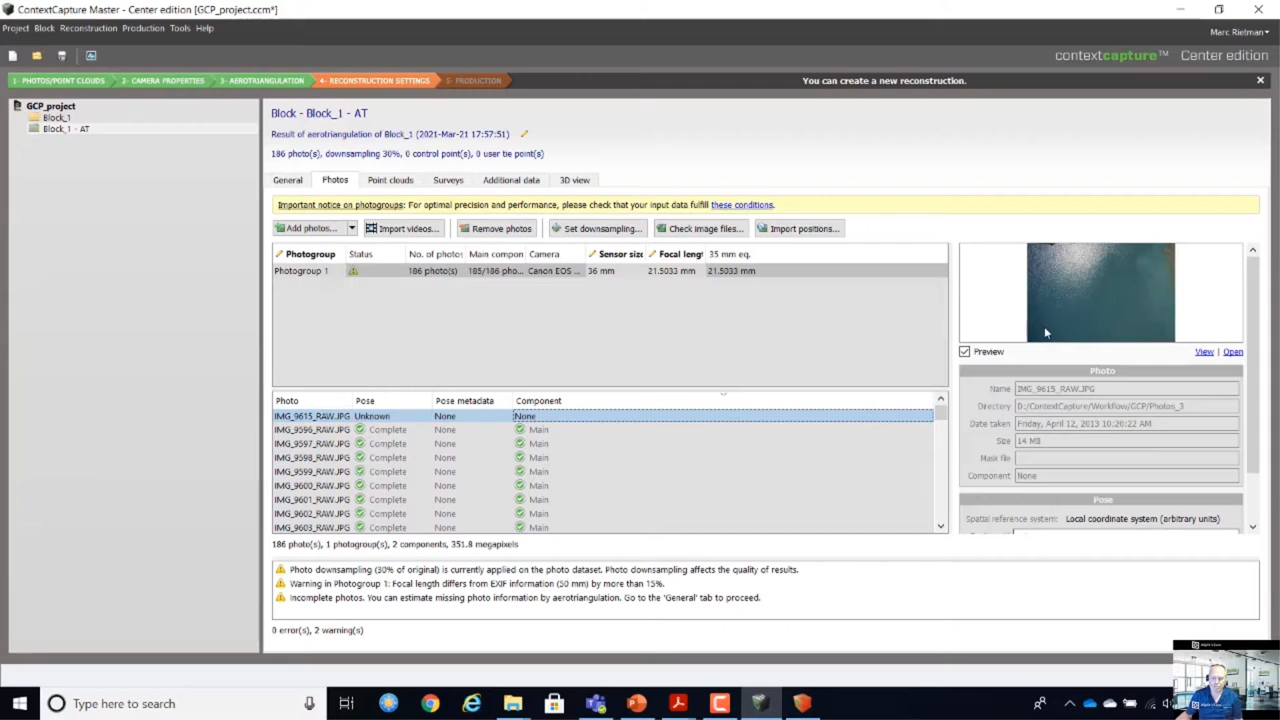 ContextCapture Master - Center edition [GCP_project.ccm*]
Project Block Reconstruction Production Tools Help
Marc Rietman
contextcapture™ Center edition
1- PHOTOS/POINT CLOUDS 2- CAMERA PROPERTIES 3- AEROTRIANGULATION 4- RECONSTRUCTION SETTINGS 5- PRODUCTION You can create a new reconstruction.
GCP_project
Block_1
Block_1 - AT
Block - Block_1 - AT
Result of aerotriangulation of Block_1 (2021-Mar-21 17:57:51)
186 photo(s), downsampling 30%, 0 control point(s), 0 user tie point(s)
General Photos Point clouds Surveys Additional data 3D view
Important notice on photogroups: For optimal precision and performance, please check that your input data fulfill these conditions.
Add photos... Import videos... Remove photos Set downsampling... Check image files... Import positions...
Photogroup Status No. of photos Main compon Camera Sensor size Focal lengt 35 mm eq.
Photogroup 1 186 photo(s) 185/186 pho... Canon EOS ... 36 mm 21.5033 mm 21.5033 mm
Preview View | Open
Photo
Name IMG_9615_RAW.JPG
Directory D:/ContextCapture/Workflow/GCP/Photos_3
Date taken Friday, April 12, 2013 10:26:22 AM
Size 14 MB
Mask file
Component None
Pose
Spatial reference system: Local coordinate system (arbitrary units)
Photo Pose Pose metadata Component
IMG_9615_RAW.JPG Unknown None None
IMG_9596_RAW.JPG Complete None Main
IMG_9597_RAW.JPG Complete None Main
IMG_9598_RAW.JPG Complete None Main
IMG_9599_RAW.JPG Complete None Main
IMG_9600_RAW.JPG Complete None Main
IMG_9601_RAW.JPG Complete None Main
IMG_9602_RAW.JPG Complete None Main
IMG_9603_RAW.JPG Complete None Main
186 photo(s), 1 photogroup(s), 2 components, 351.8 megapixels
Photo downsampling (30% of original) is currently applied on the photo dataset. Photo downsampling affects the quality of results.
Warning in Photogroup 1: Focal length differs from EXIF information (50 mm) by more than 15%.
Incomplete photos. You can estimate missing photo information by aerotriangulation. Go to the 'General' tab to proceed.
0 error(s), 2 warning(s)
Type here to search